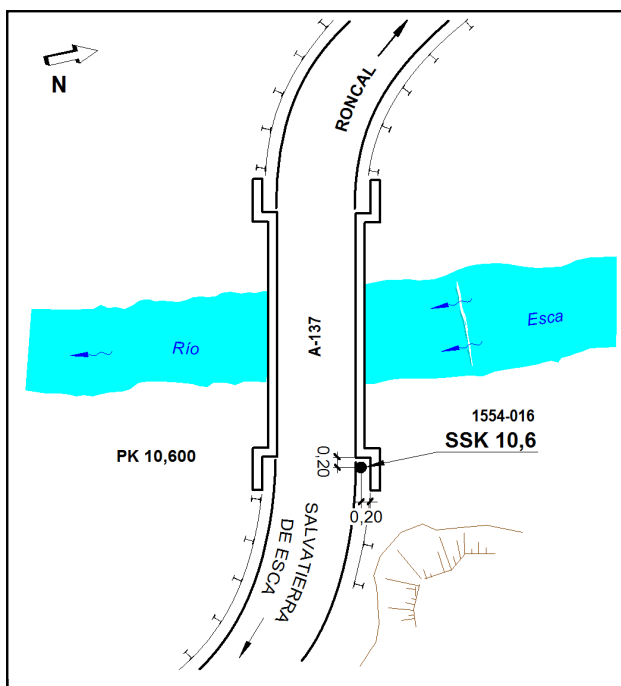 N
RONCAL
A-137
Río
Esca
1554-016
SSK 10,6
PK 10,600
0,20
0,20
SALVATIERRA
DE ESCA